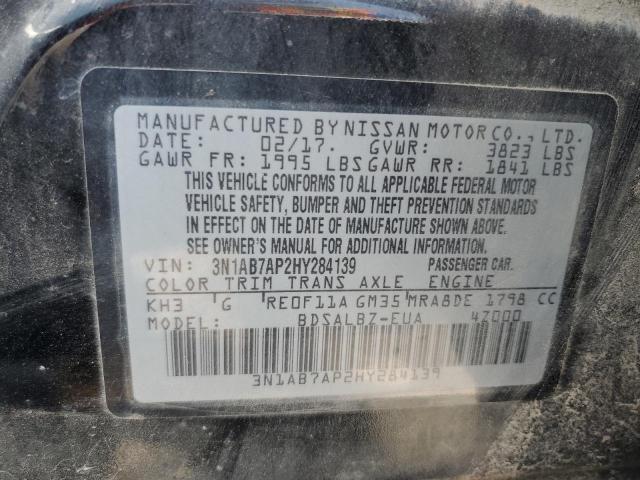 MANUFACTURED BY NISSAN MOTOR CO., LTD.
DATE: 02/17. GVWR: 3823 LBS
GAWR FR: 1995 LBS GAWR RR: 1841 LBS
THIS VEHICLE CONFORMS TO ALL APPLICABLE FEDERAL MOTOR
VEHICLE SAFETY, BUMPER AND THEFT PREVENTION STANDARDS
IN EFFECT ON THE DATE OF MANUFACTURE SHOWN ABOVE.
SEE OWNER'S MANUAL FOR ADDITIONAL INFORMATION.
VIN: 3N1AB7AP2HY284139 PASSENGER CAR.
COLOR TRIM TRANS AXLE ENGINE
KH3 G RE0F11A GM35 MRA8DE 1798 CC
MODEL: BDSALBZ-EUA 4Z000
3N1AB7AP2HY284139